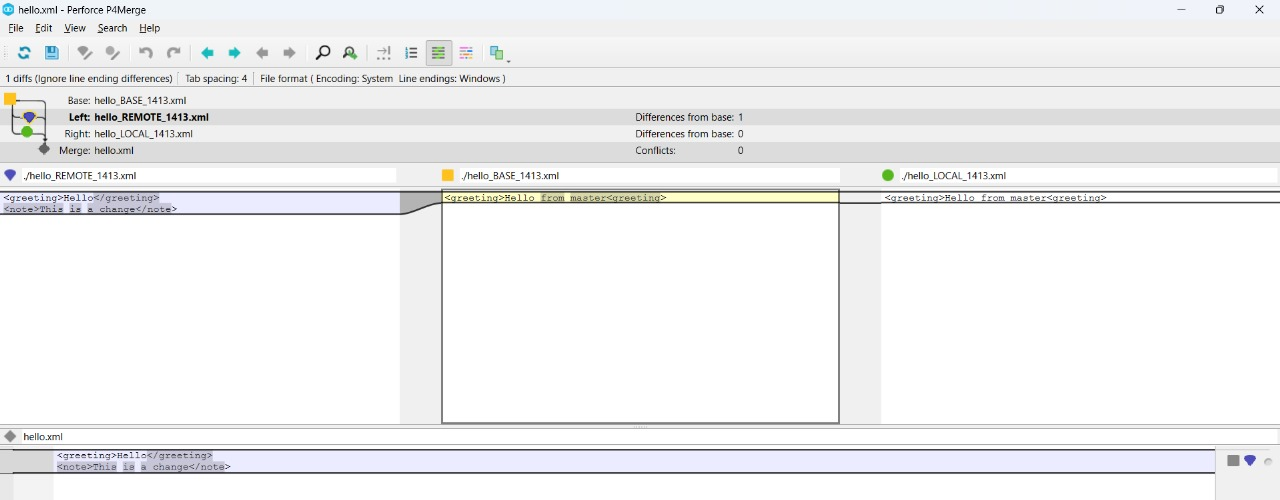 hello.xml - Perforce P4Merge
File Edit View Search Help
1 diffs (Ignore line ending differences) Tab spacing: 4 File format ( Encoding: System Line endings: Windows )
Base: hello_BASE_1413.xml
Left: hello_REMOTE_1413.xml Differences from base: 1
Right: hello_LOCAL_1413.xml Differences from base: 0
Merge: hello.xml Conflicts: 0
./hello_REMOTE_1413.xml ./hello_BASE_1413.xml ./hello_LOCAL_1413.xml
<greeting>Hello</greeting> <greeting>Hello from master<greeting> <greeting>Hello from master<greeting>
<note>This is a change</note>
hello.xml
<greeting>Hello</greeting>
<note>This is a change</note>